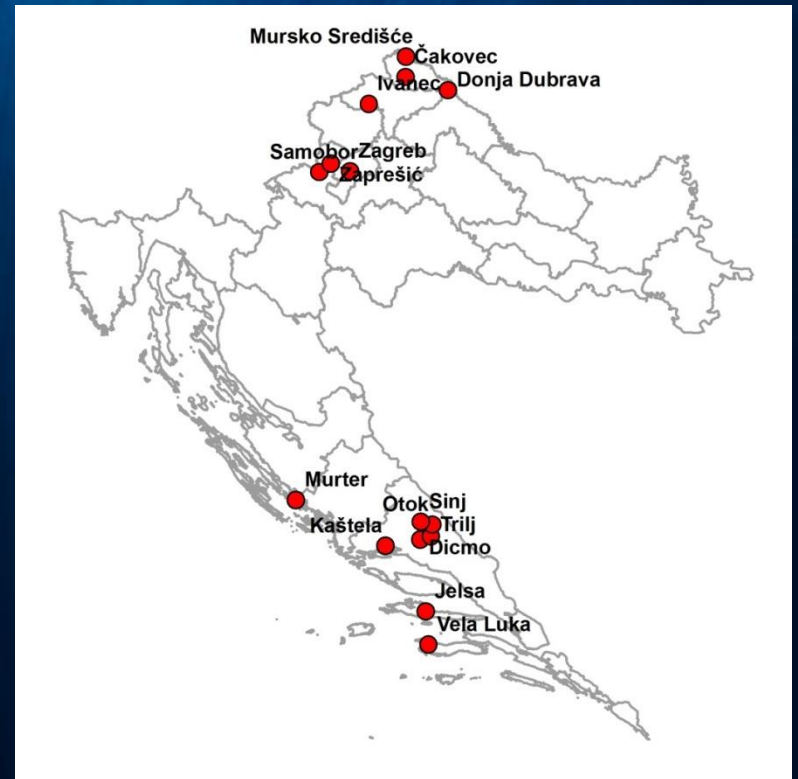 Mursko Središće
Čakovec
Ivanec
Donja Dubrava
Samobor
Zagreb
Zaprešić
Murter
Otok
Sinj
Kaštela
Trilj
Dicmo
Jelsa
Vela Luka